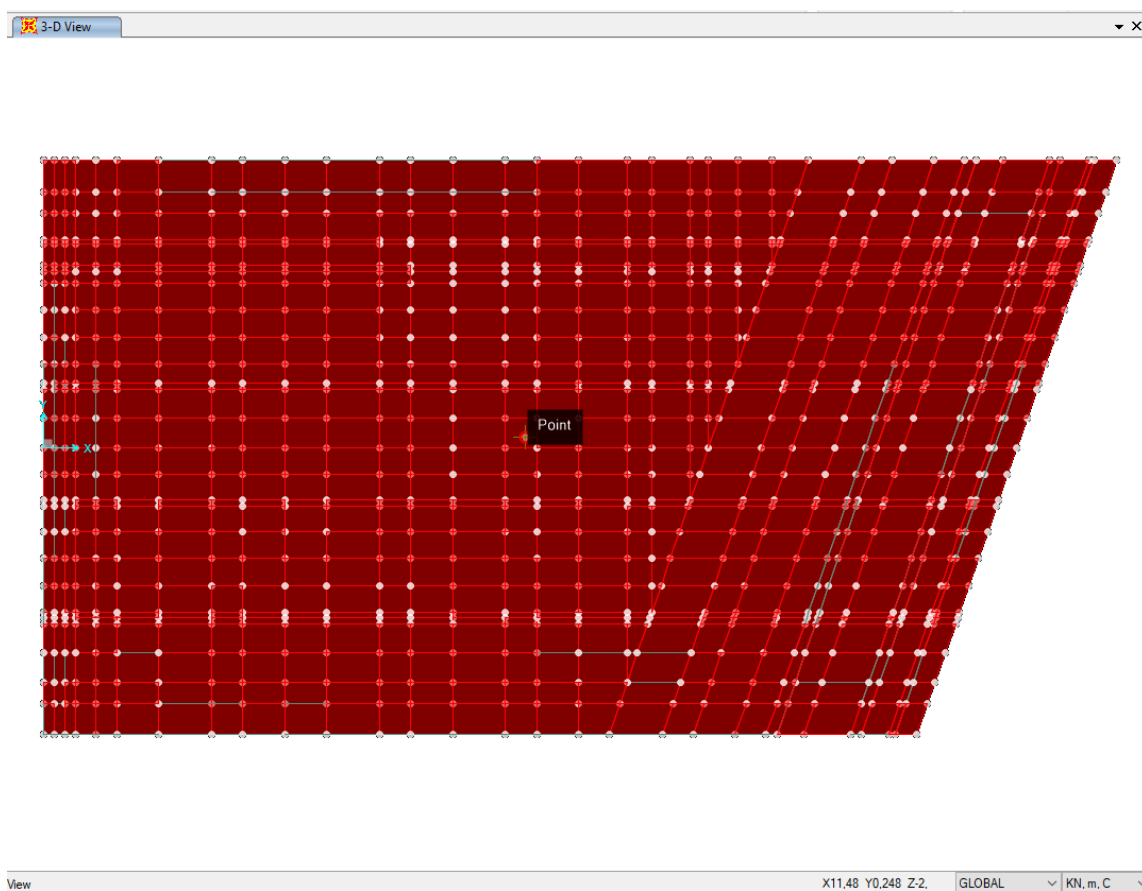 3-D View
Y
Point
X
View
X11,48 Y0,248 Z-2,
GLOBAL
KN, m, C